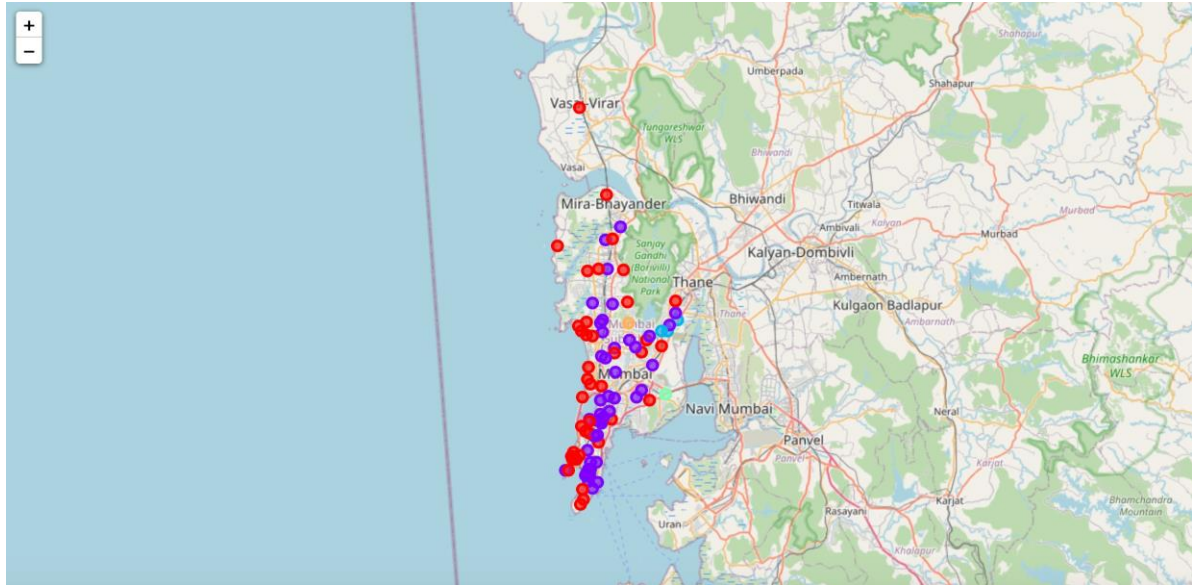 +
−
Shahapur
Umberpada
Shahapur
Vasai-Virar
Tungareshwar
WLS
Bhiwandi
Vasai
Bhiwandi
Mira-Bhayander
Titwala
Kalyan
Murbad
Ambivali
Murbad
Sanjay
Gandhi
(Borivili)
National
Park
Kalyan-Dombivli
Thane
Ambernath
Kulgaon Badlapur
Thane
Ambarnath
Mumbai
Bhimashankar
WLS
Mumbai
Navi Mumbai
Neral
Panvel
Panvel
Karjat
Karjat
Bhamchandra
Mountain
Rasayani
Uran
Khalapur